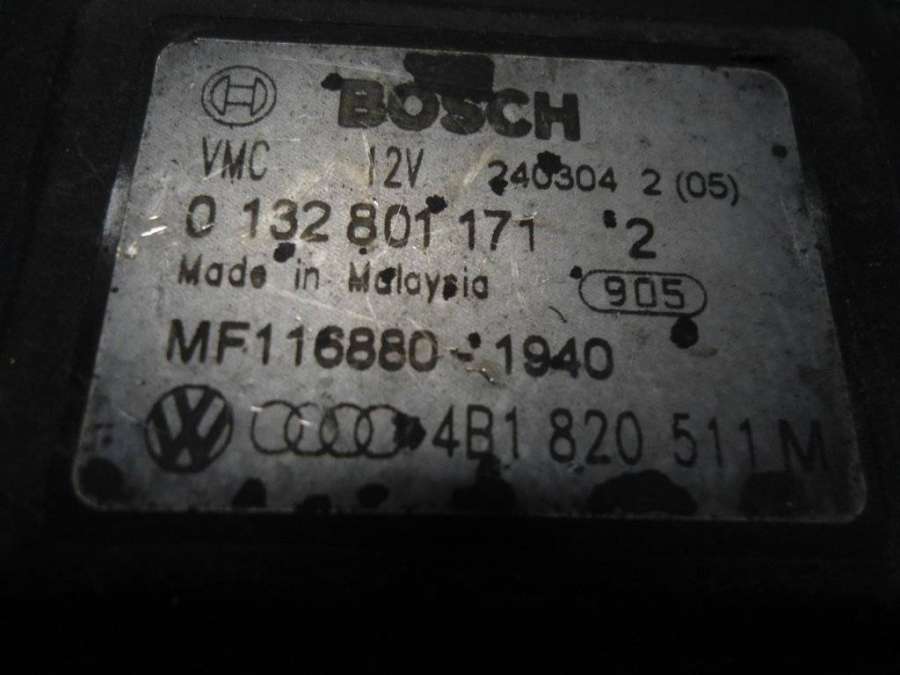 BOSCH
VMC 12V 240304 2 (05)
0 132 801 171 2
Made in Malaysia 905
MF116880-1940
4B1 820 511 M